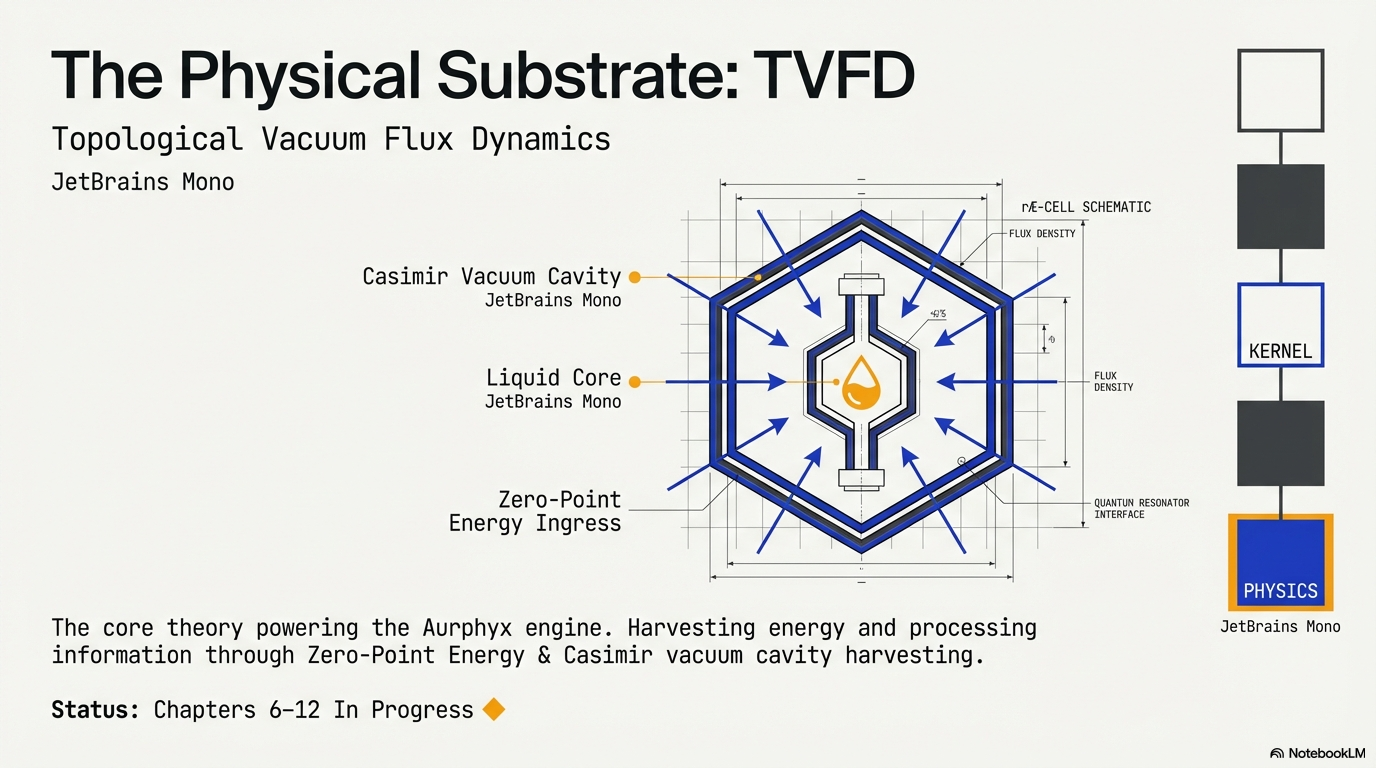 The Physical Substrate: TVFD
Topological Vacuum Flux Dynamics
JetBrains Mono
rÆ-CELL SCHEMATIC
FLUX DENSITY
Casimir Vacuum Cavity
JetBrains Mono
Liquid Core
JetBrains Mono
FLUX
DENSITY
Zero-Point
Energy Ingress
QUANTUN RESONATOR
INTERFACE
KERNEL
PHYSICS
JetBrains Mono
The core theory powering the Aurphyx engine. Harvesting energy and processing
information through Zero-Point Energy & Casimir vacuum cavity harvesting.
Status: Chapters 6–12 In Progress
NotebookLM